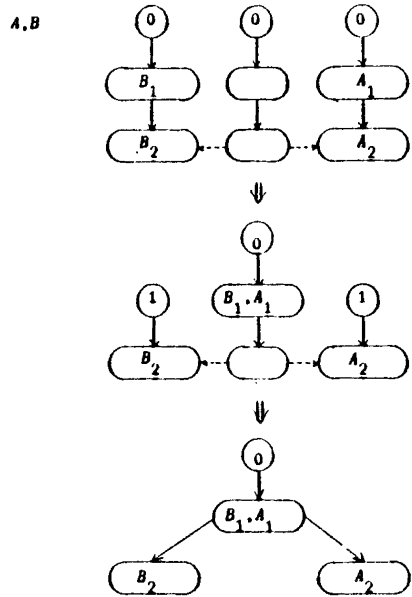 A,B
0 0 0
B₁ A₁
B₂ A₂
⇓
0
1 B₁,A₁ 1
B₂ A₂
⇓
0
B₁,A₁
B₂ A₂